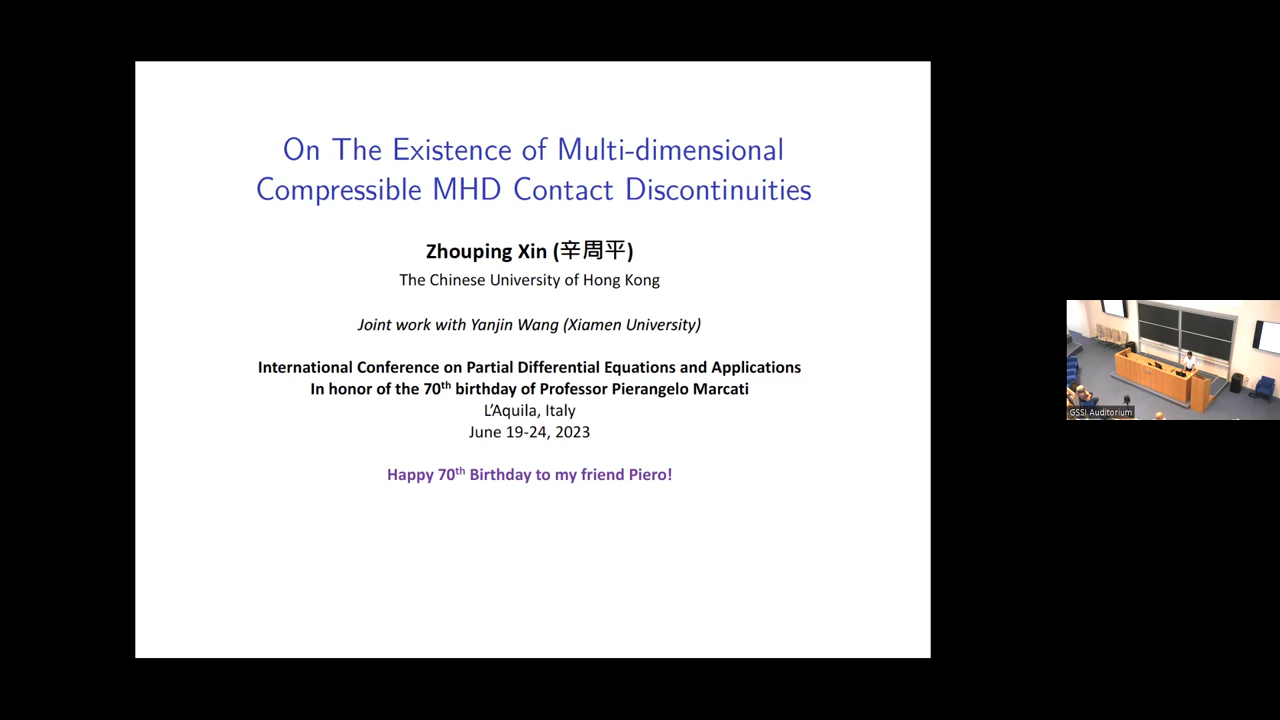 On The Existence of Multi-dimensional
Compressible MHD Contact Discontinuities
Zhouping Xin (辛周平)
The Chinese University of Hong Kong
Joint work with Yanjin Wang (Xiamen University)
International Conference on Partial Differential Equations and Applications
In honor of the 70th birthday of Professor Pierangelo Marcati
L'Aquila, Italy
June 19-24, 2023
Happy 70th Birthday to my friend Piero!
GSSI Auditorium